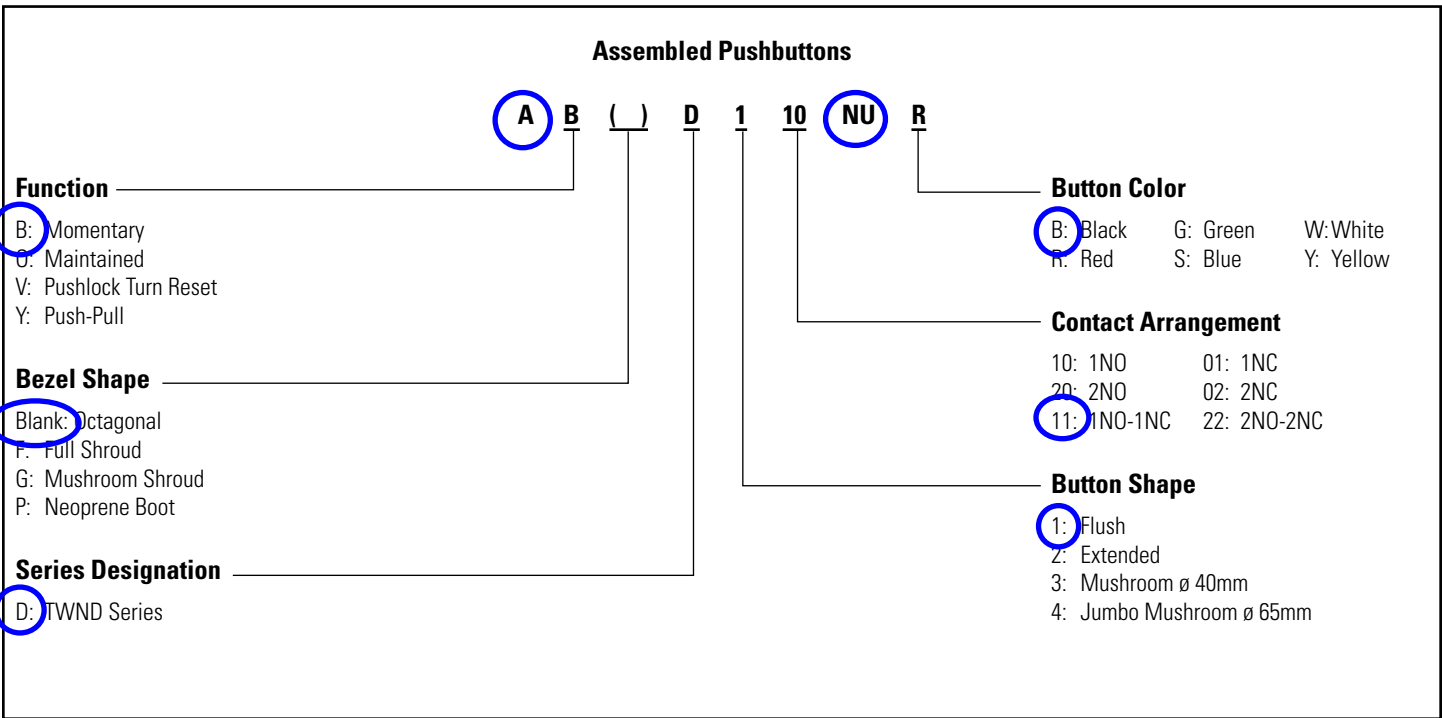 Assembled Pushbuttons
A B ( ) D 1 10 NU R
Function
B: Momentary
O: Maintained
V: Pushlock Turn Reset
Y: Push-Pull
Bezel Shape
Blank: Octagonal
F: Full Shroud
G: Mushroom Shroud
P: Neoprene Boot
Series Designation
D: TWND Series
Button Color
B: Black G: Green W: White
R: Red S: Blue Y: Yellow
Contact Arrangement
10: 1NO 01: 1NC
20: 2NO 02: 2NC
11: 1NO-1NC 22: 2NO-2NC
Button Shape
1: Flush
2: Extended
3: Mushroom ø 40mm
4: Jumbo Mushroom ø 65mm